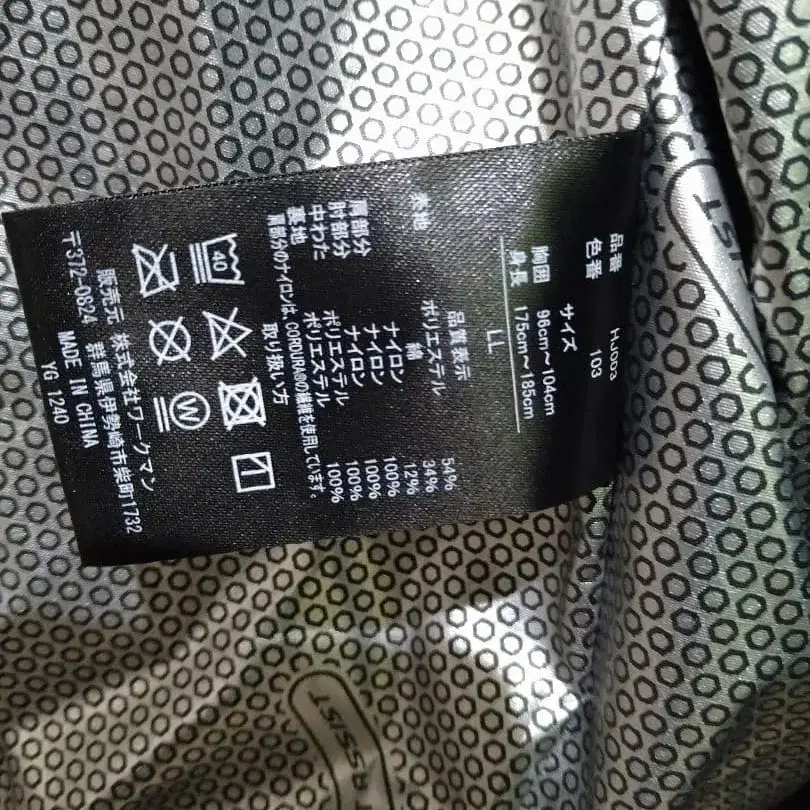 品番 HJ003
色番 103
サイズ
胸囲 96cm〜104cm
身長 175cm〜185cm
LL
品質表示
表地 ポリエステル 54%
綿 34%
ナイロン 12%
肩部分 ナイロン 100%
肘部分 ナイロン 100%
中わた ポリエステル 100%
裏地 ポリエステル 100%
肩部分のナイロンは、CORDURA®の繊維を使用しています。
取り扱い方
40
W
販売元 株式会社ワークマン
〒372-0824 群馬県伊勢崎市柴町1732
MADE IN CHINA
YG 1240